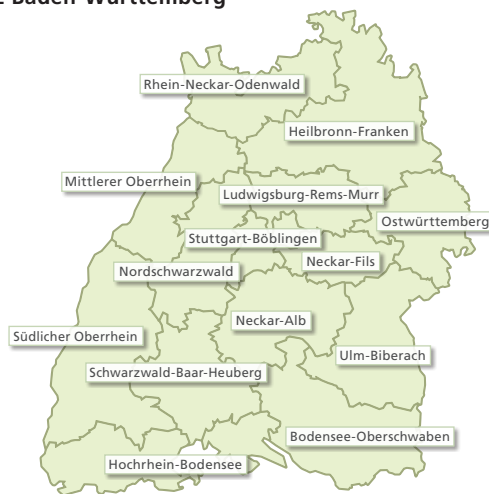 Baden-Württemberg
Rhein-Neckar-Odenwald
Heilbronn-Franken
Mittlerer Oberrhein
Ludwigsburg-Rems-Murr
Ostwürttemberg
Stuttgart-Böblingen
Neckar-Fils
Nordschwarzwald
Neckar-Alb
Südlicher Oberrhein
Ulm-Biberach
Schwarzwald-Baar-Heuberg
Bodensee-Oberschwaben
Hochrhein-Bodensee